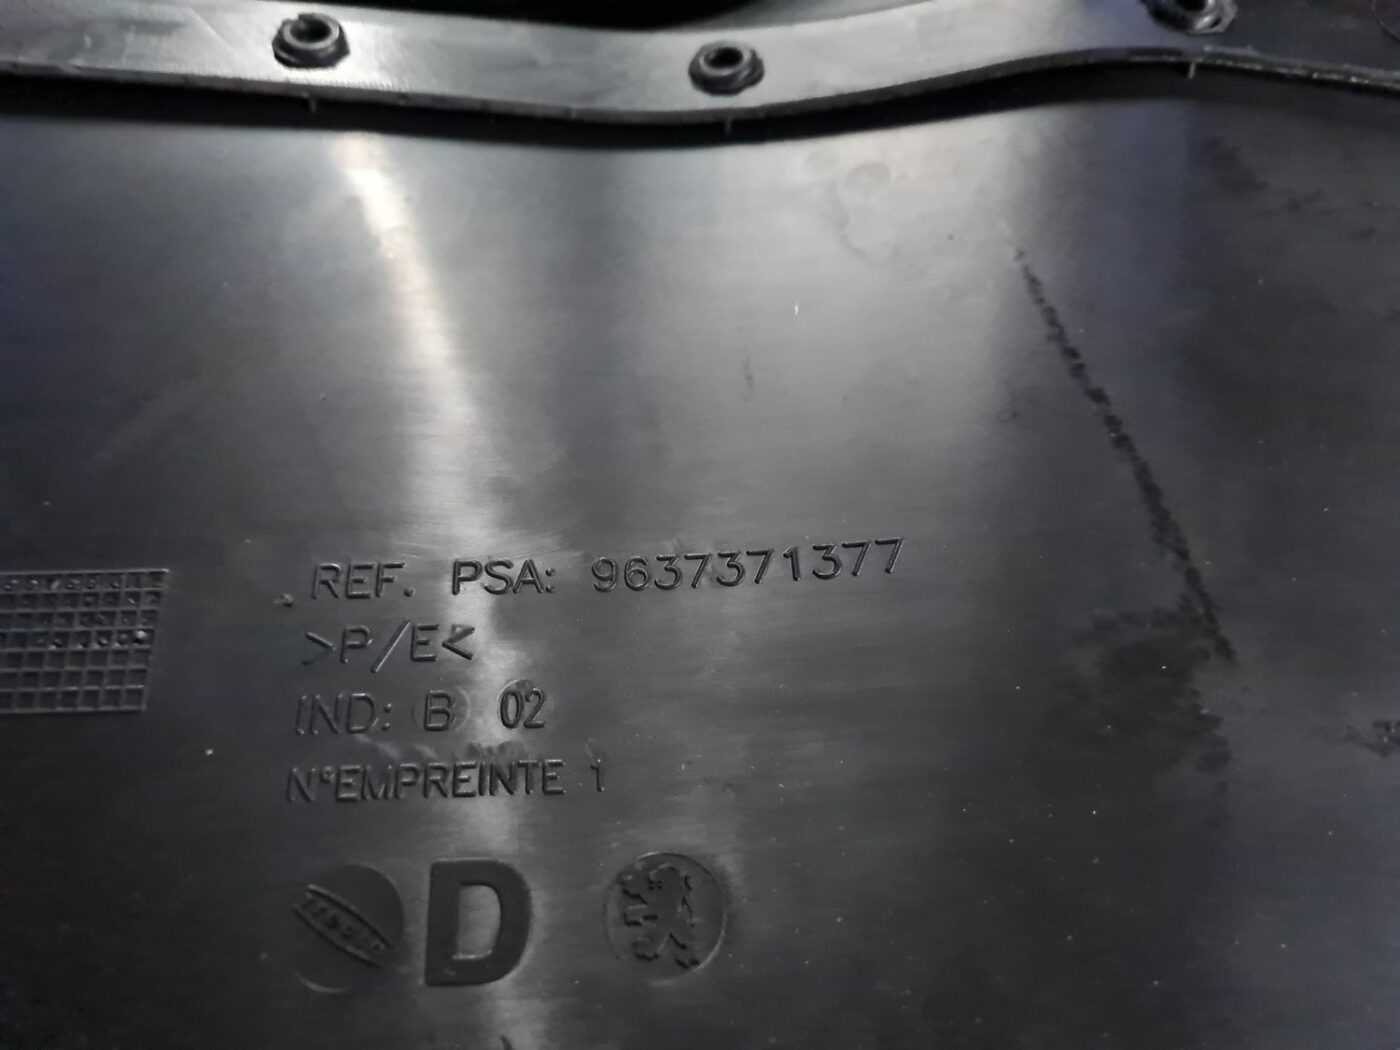 REF. PSA: 9637371377
>P/E<
IND: B 02
N°EMPREINTE 1
D